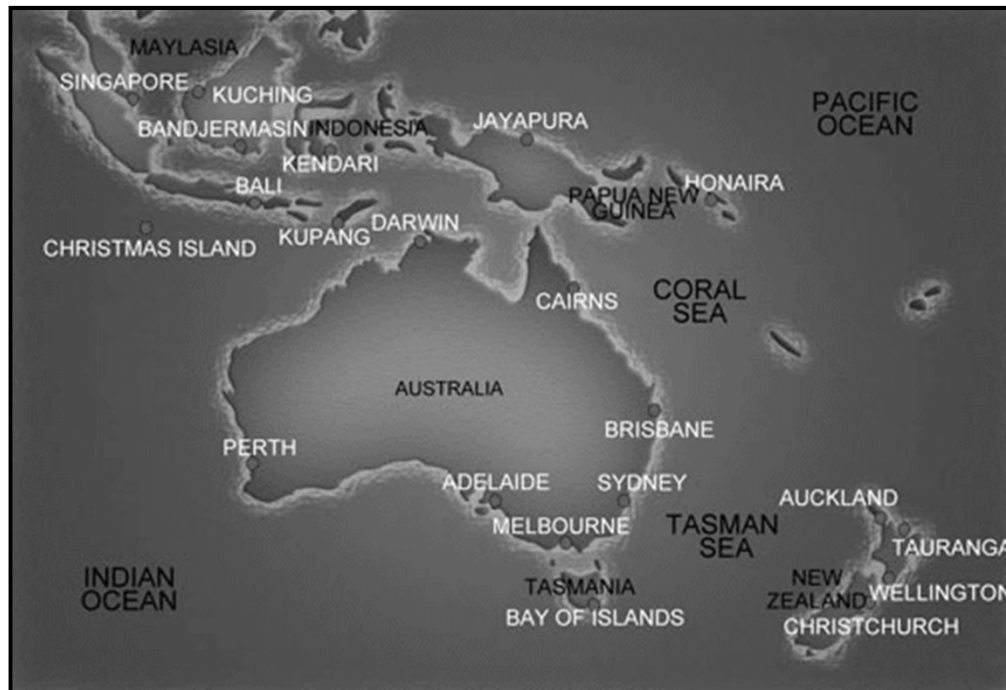 MAYLASIA
SINGAPORE
KUCHING
PACIFIC
OCEAN
BANDJERMASIN
INDONESIA
JAYAPURA
KENDARI
BALI
HONAIRA
PAPUA NEW
GUINEA
KUPANG
DARWIN
CHRISTMAS ISLAND
CAIRNS
CORAL
SEA
AUSTRALIA
BRISBANE
PERTH
ADELAIDE
SYDNEY
AUCKLAND
MELBOURNE
TASMAN
SEA
TAURANGA
INDIAN
OCEAN
TASMANIA
NEW
ZEALAND
WELLINGTON
BAY OF ISLANDS
CHRISTCHURCH